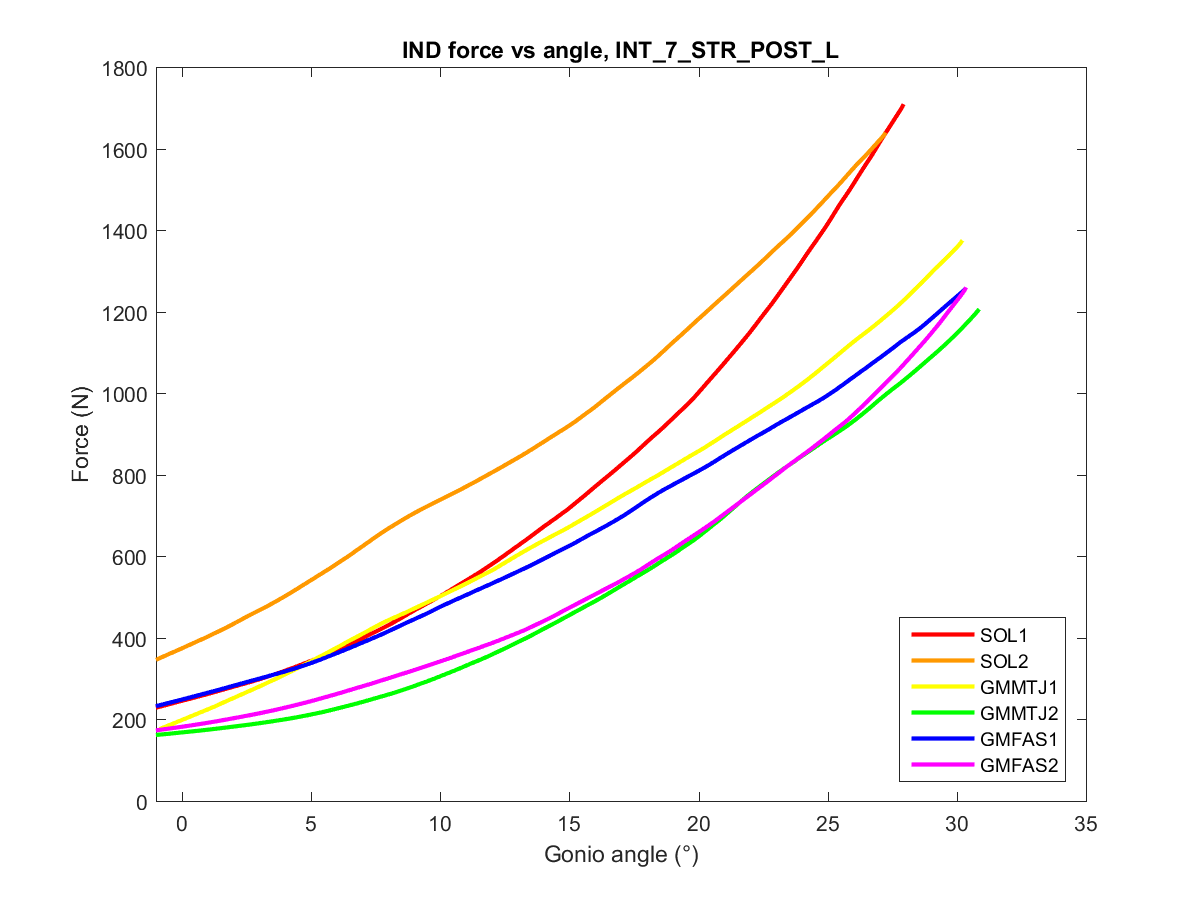 IND force vs angle, INT_7_STR_POST_L
1800
1600
1400
1200
1000
800
600
400
200
0
Force (N)
0 5 10 15 20 25 30 35
Gonio angle (°)
SOL1
SOL2
GMMTJ1
GMMTJ2
GMFAS1
GMFAS2